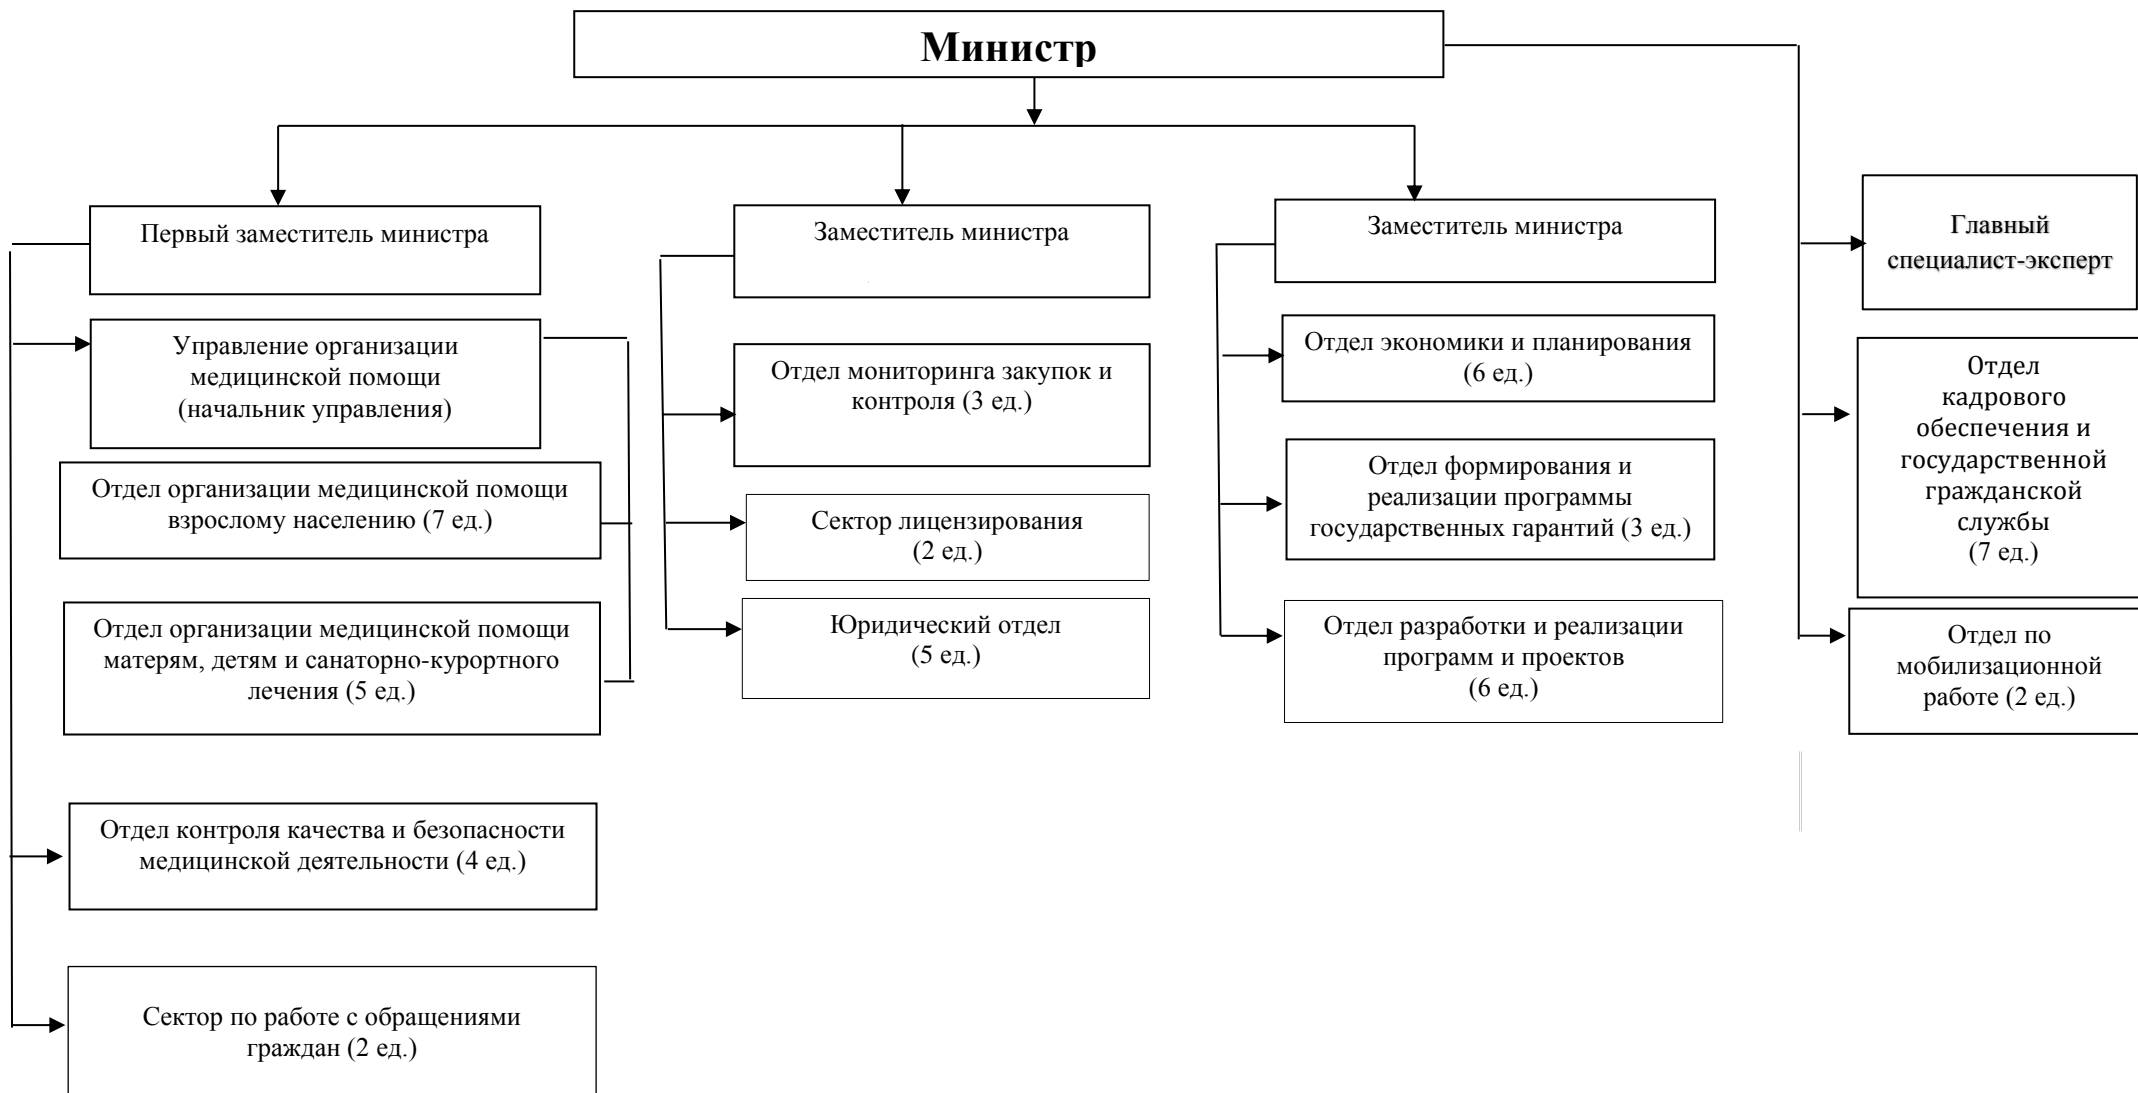 Министр
Первый заместитель министра
Управление организации
медицинской помощи
(начальник управления)
Отдел организации медицинской помощи
взрослому населению (7 ед.)
Отдел организации медицинской помощи
матерям, детям и санаторно-курортного
лечения (5 ед.)
Отдел контроля качества и безопасности
медицинской деятельности (4 ед.)
Сектор по работе с обращениями
граждан (2 ед.)
Заместитель министра
Отдел мониторинга закупок и
контроля (3 ед.)
Сектор лицензирования
(2 ед.)
Юридический отдел
(5 ед.)
Заместитель министра
Отдел экономики и планирования
(6 ед.)
Отдел формирования и
реализации программы
государственных гарантий (3 ед.)
Отдел разработки и реализации
программ и проектов
(6 ед.)
Главный
специалист-эксперт
Отдел
кадрового
обеспечения и
государственной
гражданской
службы
(7 ед.)
Отдел по
мобилизационной
работе (2 ед.)